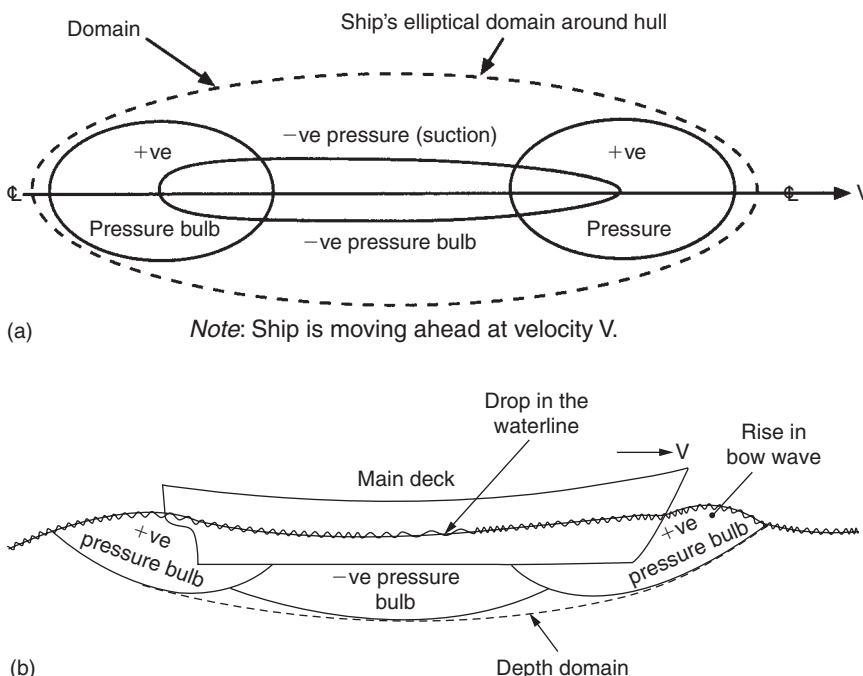 Domain
Ship's elliptical domain around hull
−ve pressure (suction)
+ve
+ve
℄
℄
V
Pressure bulb
−ve pressure bulb
Pressure
(a)
Note: Ship is moving ahead at velocity V.
Drop in the
waterline
V
Rise in
bow wave
Main deck
+ve
pressure bulb
−ve pressure
bulb
+ve
pressure bulb
Depth domain
(b)